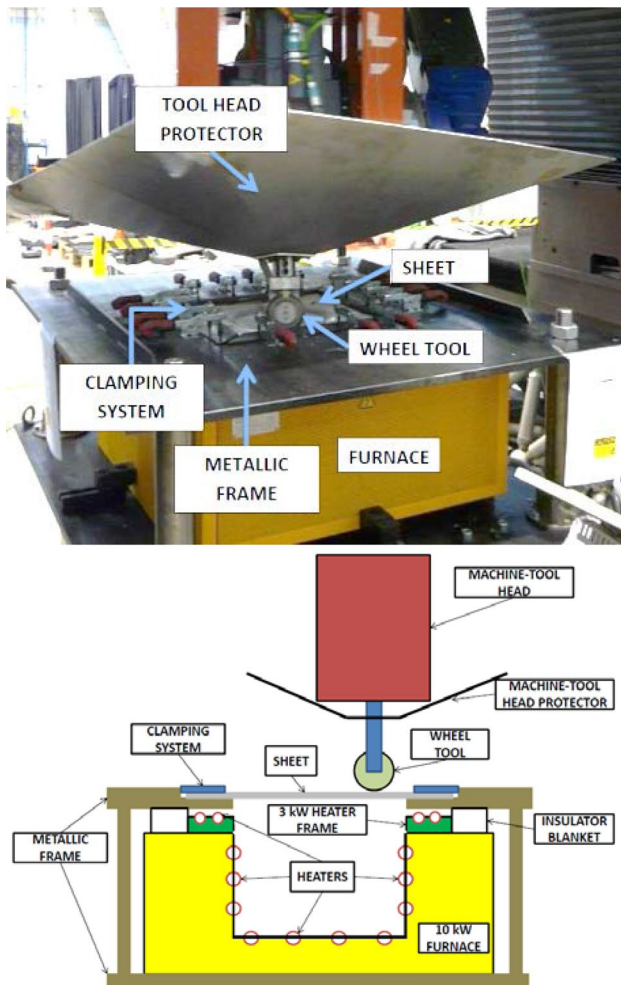 TOOL HEAD
PROTECTOR
SHEET
WHEEL TOOL
CLAMPING
SYSTEM
METALLIC
FRAME
FURNACE
MACHINE-TOOL
HEAD
MACHINE-TOOL
HEAD PROTECTOR
CLAMPING
SYSTEM
SHEET
WHEEL
TOOL
3 kW HEATER
FRAME
INSULATOR
BLANKET
METALLIC
FRAME
HEATERS
10 kW
FURNACE